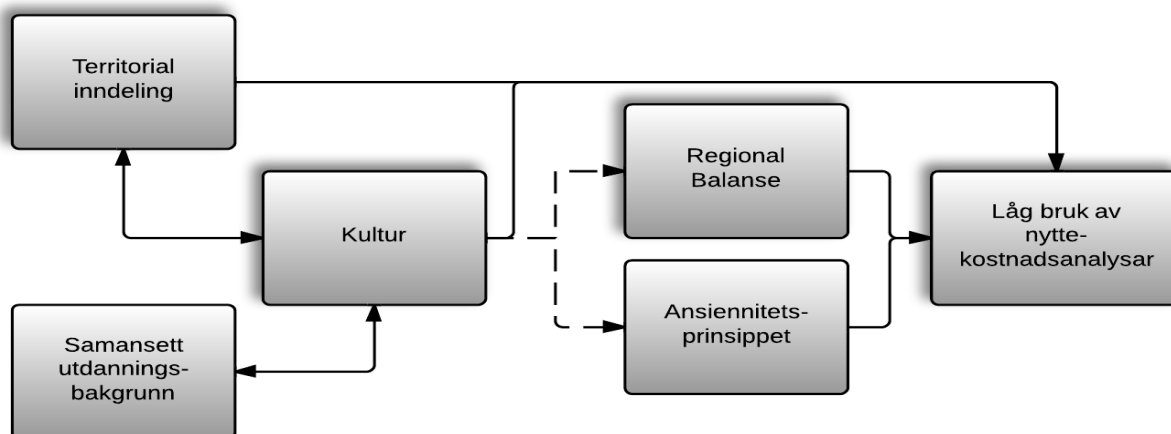 Territorial
inndeling
Kultur
Samansett
utdannings-
bakgrunn
Regional
Balanse
Ansiennitets-
prinsippet
Låg bruk av
nytte-
kostnadsanalysar